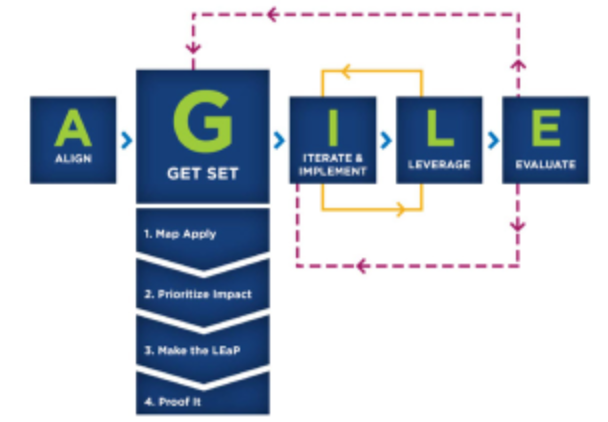 A
ALIGN
G
GET SET
I
ITERATE &
IMPLEMENT
L
LEVERAGE
E
EVALUATE
1. Map Apply
2. Prioritize Impact
3. Make the LEaP
4. Proof It